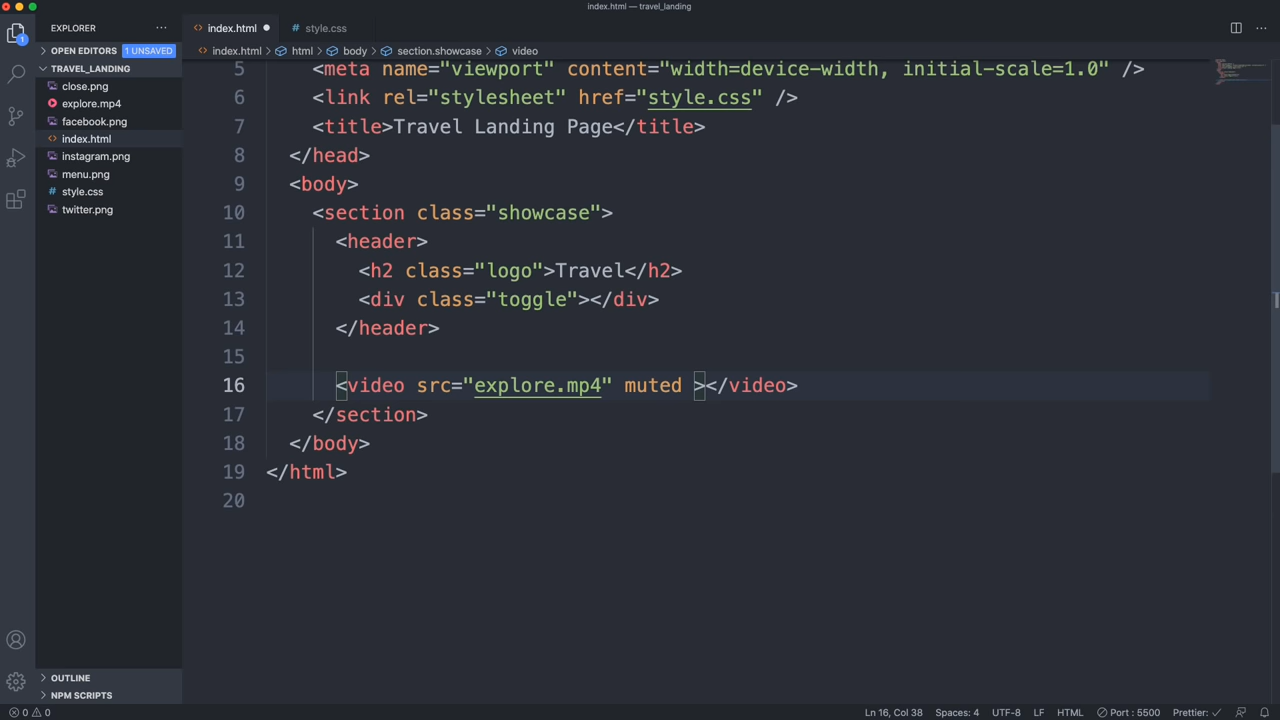 index.html — travel_landing
EXPLORER
index.html
style.css
OPEN EDITORS 1 UNSAVED
index.html > html > body > section.showcase > video
TRAVEL_LANDING
close.png
explore.mp4
facebook.png
index.html
instagram.png
menu.png
style.css
twitter.png
5 <meta name="viewport" content="width=device-width, initial-scale=1.0" />
6 <link rel="stylesheet" href="style.css" />
7 <title>Travel Landing Page</title>
8 </head>
9 <body>
10 <section class="showcase">
11 <header>
12 <h2 class="logo">Travel</h2>
13 <div class="toggle"></div>
14 </header>
15
16 <video src="explore.mp4" muted ></video>
17 </section>
18 </body>
19 </html>
20
OUTLINE
NPM SCRIPTS
0 0
Ln 16, Col 38 Spaces: 4 UTF-8 LF HTML Port : 5500 Prettier: ✓
1